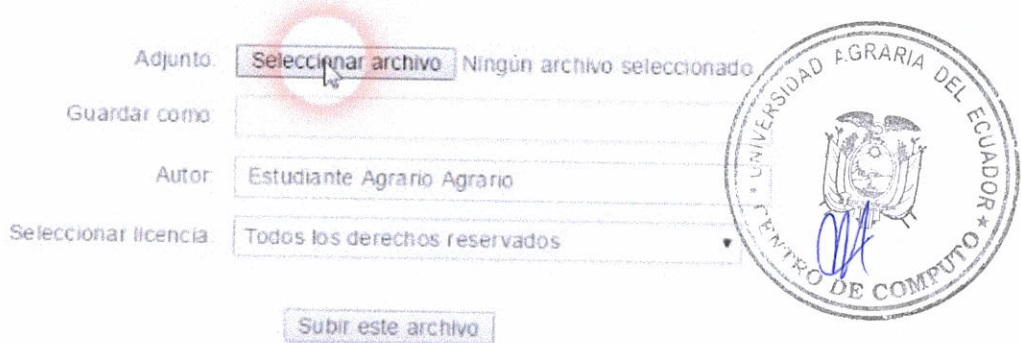 Adjunto: Seleccionar archivo Ningún archivo seleccionado
Guardar como:
Autor: Estudiante Agrario Agrario
Seleccionar licencia: Todos los derechos reservados
Subir este archivo
UNIVERSIDAD AGRARIA DEL ECUADOR
CENTRO DE COMPUTO